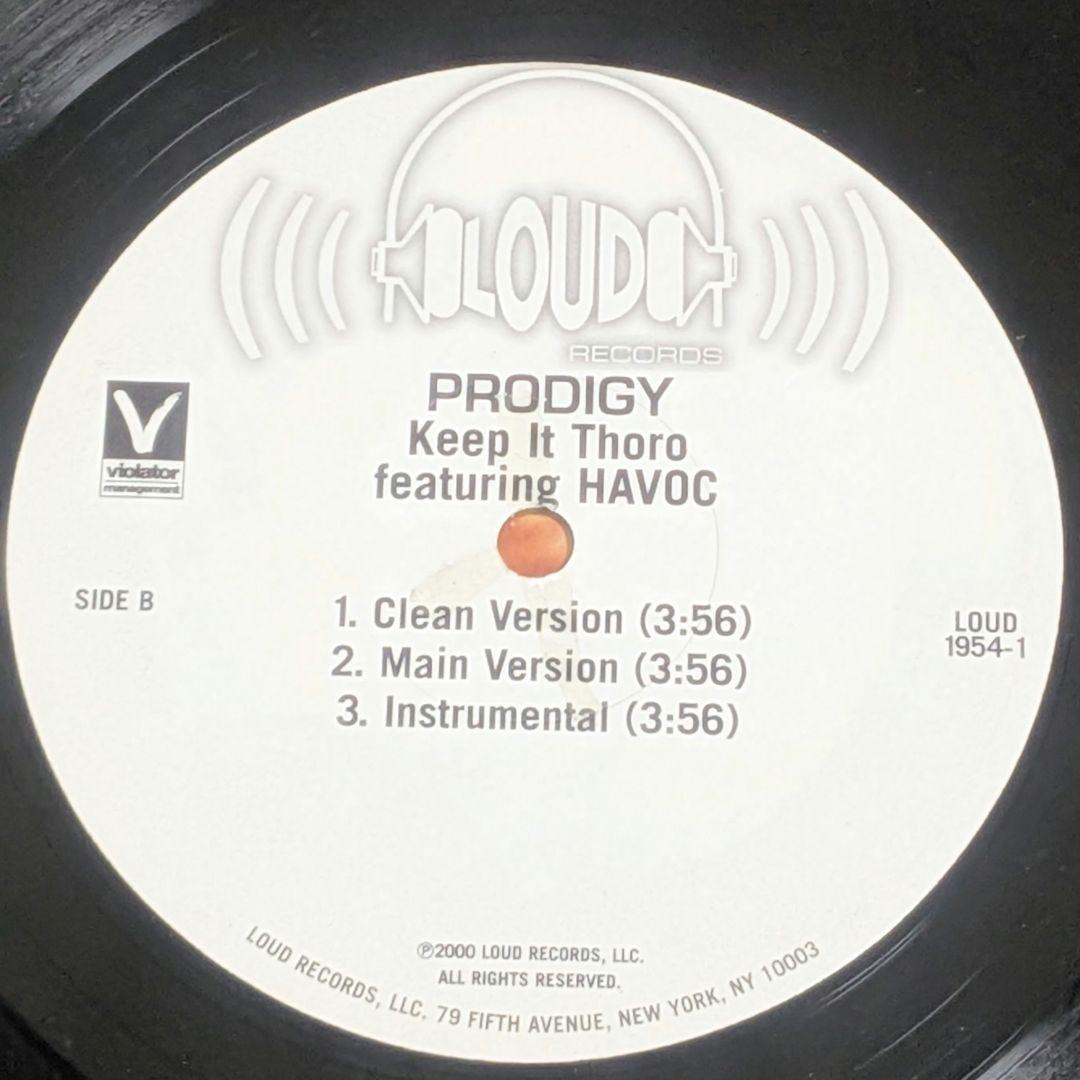 LOUD
RECORDS
PRODIGY
Keep It Thoro
featuring HAVOC
V
violator
management
SIDE B
1. Clean Version (3:56)
2. Main Version (3:56)
3. Instrumental (3:56)
LOUD
1954-1
℗2000 LOUD RECORDS, LLC.
ALL RIGHTS RESERVED.
LOUD RECORDS, LLC. 79 FIFTH AVENUE, NEW YORK, NY 10003